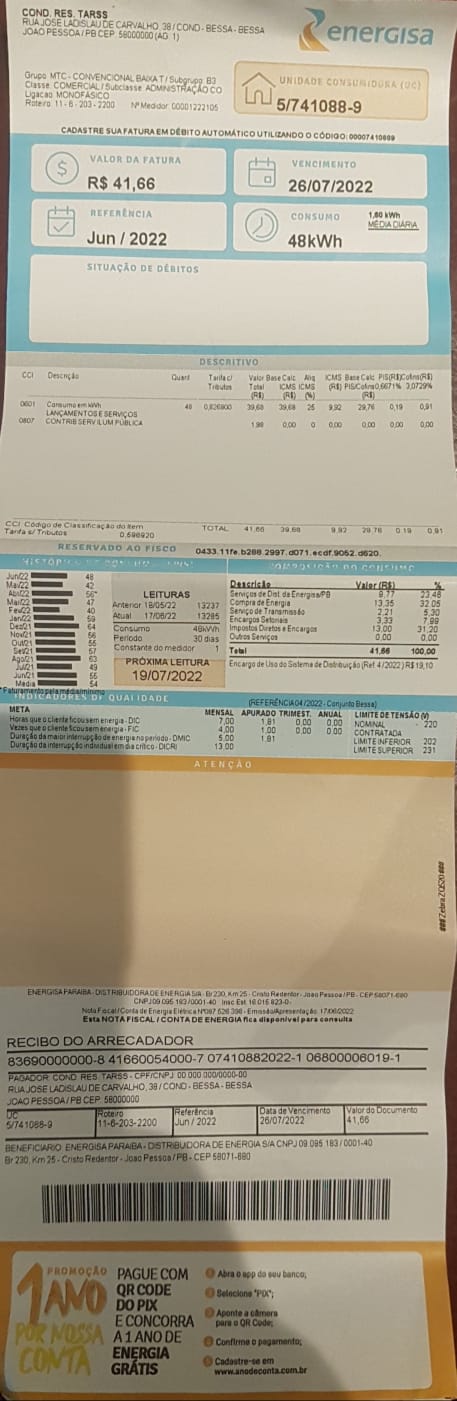 COND. RES. TARSS
RUA JOSE LADISLAU DE CARVALHO, 38 / COND - BESSA - BESSA
JOAO PESSOA / PB CEP: 58000000 (AG: 1)
energisa
Grupo MTC - CONVENCIONAL BAIXA T / Subgrupo: B3
Classe: COMERCIAL / Subclasse: ADMINISTRAÇÃO CO
Ligacao: MONOFÁSICO
Roteiro: 11- 6- 203 - 2200 Nº Medidor: 00001222105
UNIDADE CONSUMIDORA (UC)
5/741088-9
CADASTRE SUA FATURA EM DÉBITO AUTOMÁTICO UTILIZANDO O CÓDIGO: 00007410889
VALOR DA FATURA
R$ 41,66
VENCIMENTO
26/07/2022
REFERÊNCIA
Jun / 2022
CONSUMO
48kWh
1,60 kWh
MÉDIA DIÁRIA
SITUAÇÃO DE DÉBITOS
DESCRITIVO
CCI Descrição Quant Tarifa c/ Valor Base Calc Aliq ICMS Base Calc PIS(R$) Cofins(R$)
Tributos Total ICMS ICMS (R$) PIS/Cofins 0,6671% 3,0729%
(R$) (R$) (%) (R$)
0601 Consumo em kWh 48 0,826800 39,68 39,68 25 9,92 29,76 0,19 0,91
LANÇAMENTOS E SERVIÇOS
0807 CONTRIB SERV ILUM PÚBLICA 1,98 0,00 0 0,00 0,00 0,00 0,00
CCI: Código de Classificação do Item TOTAL 41,66 39,68 9,92 29,76 0,19 0,91
Tarifa s/ Tributos 0,596920
RESERVADO AO FISCO 0433.11fe.b288.2997.d071.ecdf.9052.d620.
COMPOSIÇÃO DO CONSUMO
Jun/22 48
Mai/22 42
Abr/22 56*
Mar/22 47
Fev/22 40
Jan/22 59
Dez/21 64
Nov/21 56
Out/21 55
Set/21 57
Ago/21 63
Jul/21 49
Jun/21 55
Media 54
* Faturamento pela média/mínimo
LEITURAS
Anterior 18/05/22 13237
Atual 17/06/22 13285
Consumo 48kWh
Período 30 dias
Constante do medidor 1
PRÓXIMA LEITURA
19/07/2022
Descrição Valor (R$) %
Serviços de Dist. da Energisa/PB 9,77 23,45
Compra de Energia 13,35 32,05
Serviço de Transmissão 2,21 5,30
Encargos Setoriais 3,33 7,99
Impostos Diretos e Encargos 13,00 31,20
Outros Serviços 0,00 0,00
Total 41,66 100,00
Encargo de Uso do Sistema de Distribuição (Ref 4 / 2022) R$19,10
INDICADORES DE QUALIDADE (REFERÊNCIA 04 / 2022 - Conjunto Bessa)
META MENSAL APURADO TRIMEST. ANUAL LIMITE DE TENSÃO (V)
Horas que o cliente ficou sem energia - DIC 7,00 1,81 0,00 0,00 NOMINAL - 220
Vezes que o cliente ficou sem energia - FIC 4,00 1,00 0,00 0,00 CONTRATADA
Duração da maior interrupção de energia no período - DMIC 5,00 1,81 LIMITE INFERIOR 202
Duração da interrupção individual em dia crítico - DICRI 13,00 LIMITE SUPERIOR 231
ATENÇÃO
### Zebra ZQ520 ###
ENERGISA PARAIBA - DISTRIBUIDORA DE ENERGIA S/A - Br 230, Km 25 - Cristo Redentor - Joao Pessoa / PB - CEP 58071-680
CNPJ 09.095.183 / 0001-40 Insc Est. 16.015.823-0
Nota Fiscal / Conta de Energia Elétrica Nº087.526.398 - Emissão/Apresentação: 17/06/2022
Esta NOTA FISCAL / CONTA DE ENERGIA fica disponível para consulta
RECIBO DO ARRECADADOR
83690000000-8 41660054000-7 07410882022-1 06800006019-1
PAGADOR: COND. RES. TARSS - CPF/CNPJ: 00.000.000/0000-00
RUA JOSE LADISLAU DE CARVALHO, 38 / COND - BESSA - BESSA
JOAO PESSOA / PB CEP: 58000000
UC Roteiro Referência Data de Vencimento Valor do Documento
5/741088-9 11-6-203-2200 Jun / 2022 26/07/2022 41,66
BENEFICIARIO: ENERGISA PARAIBA - DISTRIBUIDORA DE ENERGIA S/A CNPJ 09.095.183 / 0001-40
Br 230, Km 25 - Cristo Redentor - Joao Pessoa / PB - CEP 58071-680
PROMOÇÃO
1 ANO
POR NOSSA
CONTA
PAGUE COM
QR CODE
DO PIX
E CONCORRA
A 1 ANO DE
ENERGIA
GRÁTIS
Abra o app do seu banco;
Selecione "PIX";
Aponte a câmera
para o QR Code;
Confirme o pagamento;
Cadastre-se em
www.anodeconta.com.br